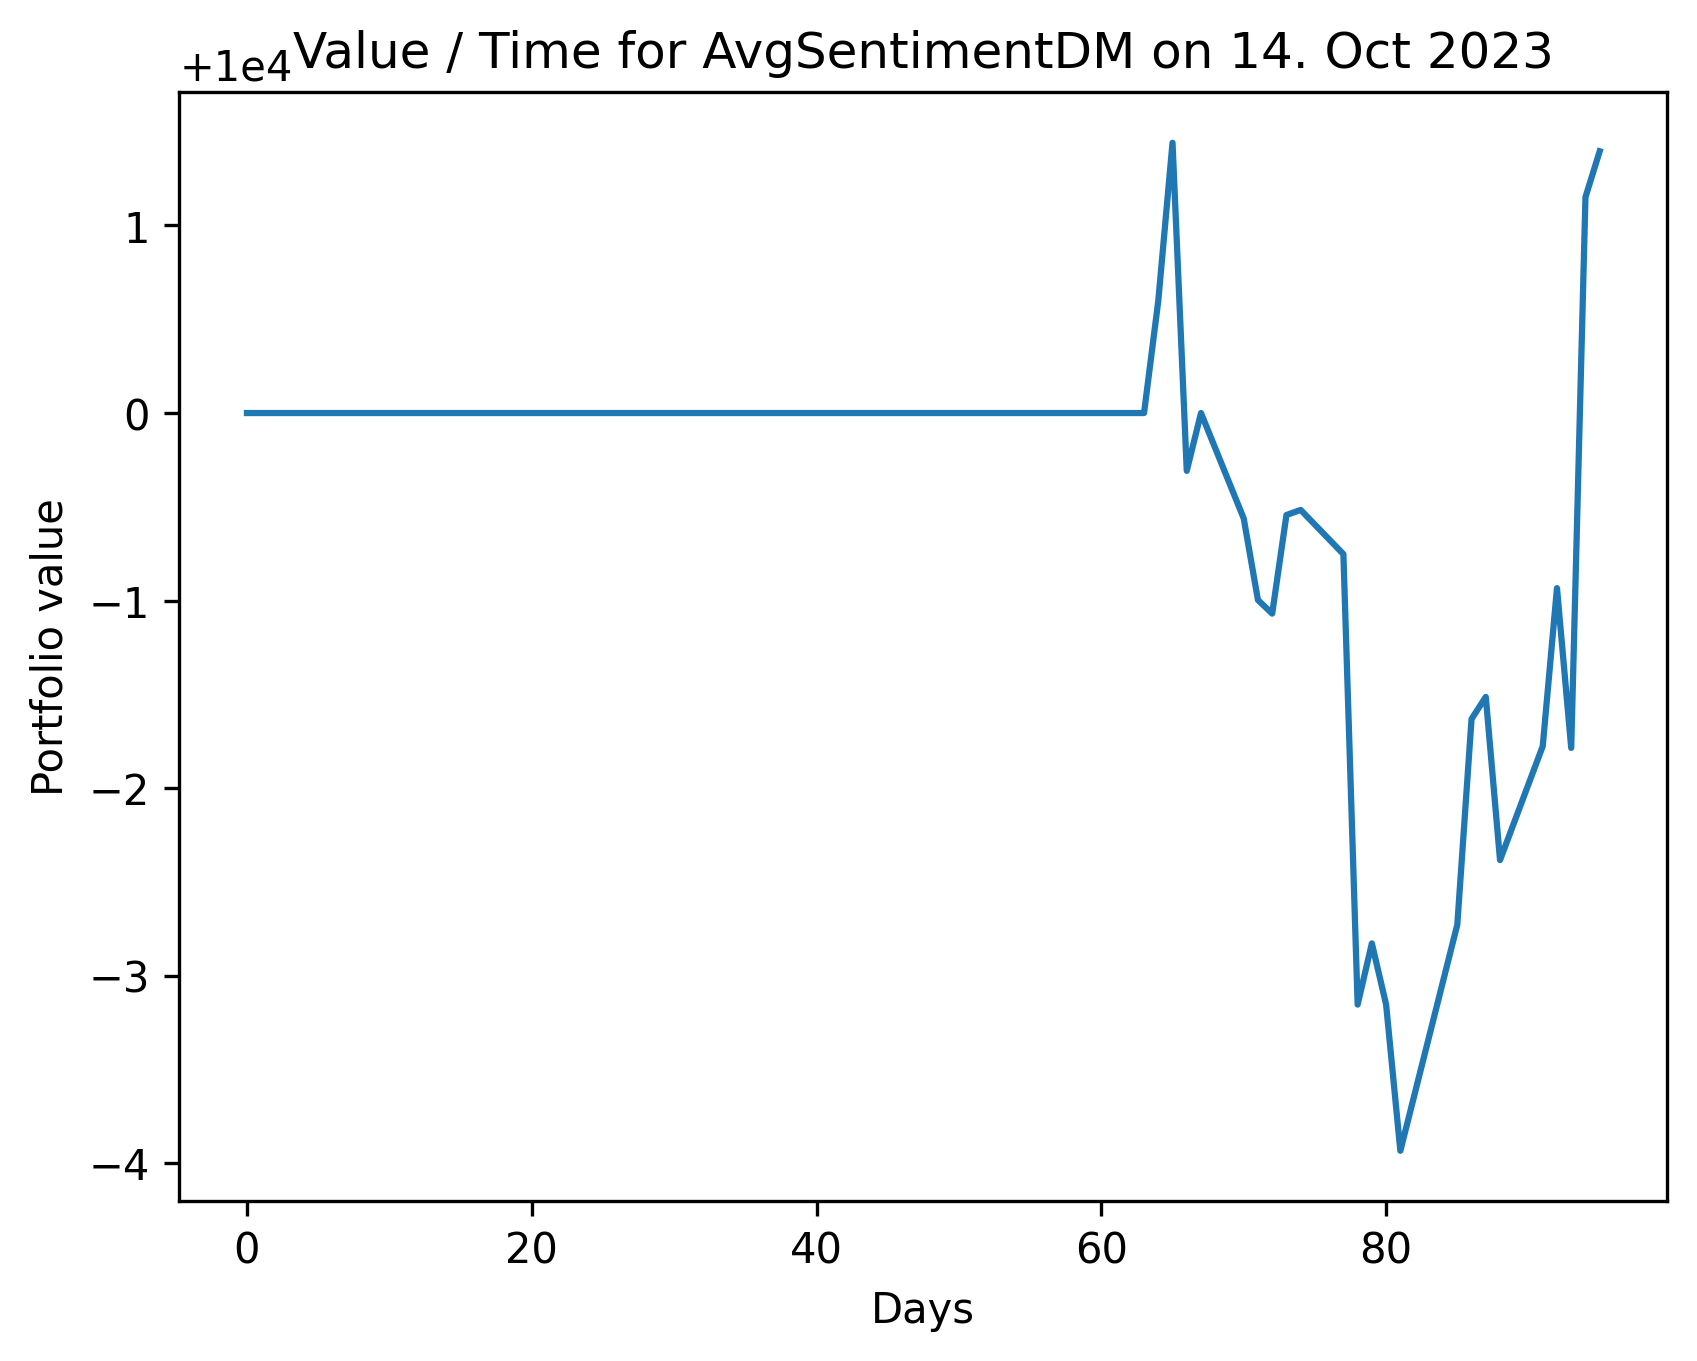 Value / Time for AvgSentimentDM on 14. Oct 2023
+1e4
1
0
−1
−2
−3
−4
Portfolio value
0 20 40 60 80
Days